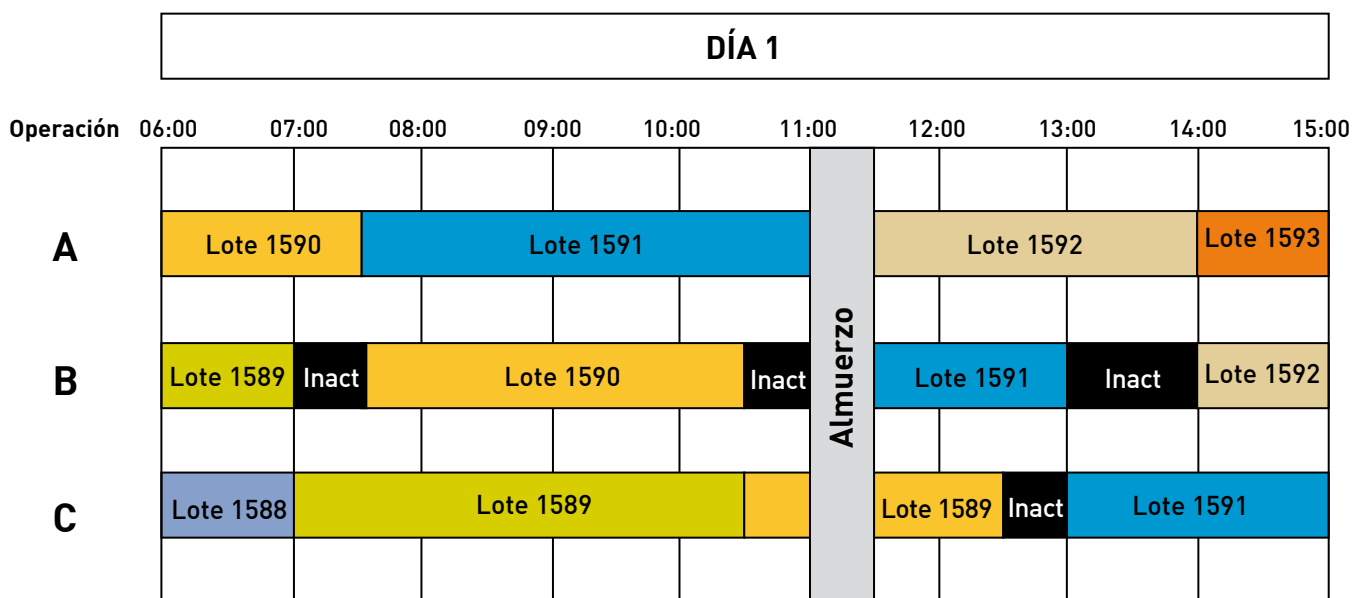 DÍA 1
Operación 06:00 07:00 08:00 09:00 10:00 11:00 12:00 13:00 14:00 15:00
A Lote 1590 Lote 1591 Lote 1592 Lote 1593
B Lote 1589 Inact Lote 1590 Inact Lote 1591 Inact Lote 1592
Almuerzo
C Lote 1588 Lote 1589 Lote 1589 Inact Lote 1591